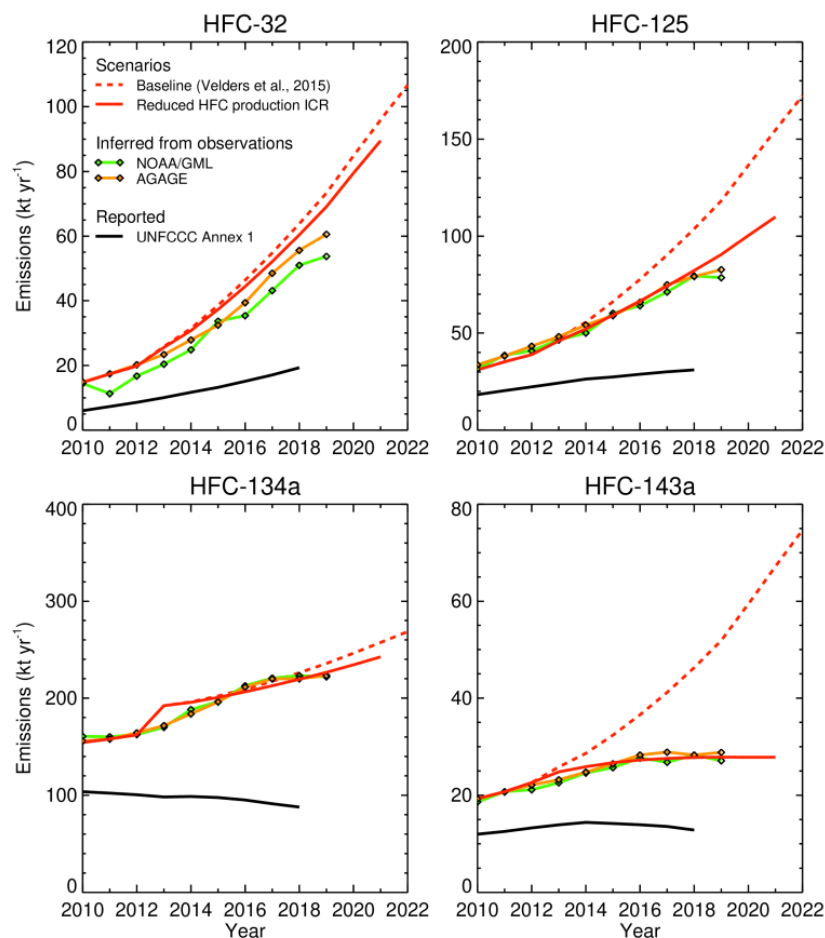 HFC-32
120
100
80
60
40
20
0
Emissions (kt yr-1)
Scenarios
Baseline (Velders et al., 2015)
Reduced HFC production ICR
Inferred from observations
NOAA/GML
AGAGE
Reported
UNFCCC Annex 1
2010 2012 2014 2016 2018 2020 2022
HFC-125
200
150
100
50
0
2010 2012 2014 2016 2018 2020 2022
HFC-134a
400
300
200
100
0
Emissions (kt yr-1)
2010 2012 2014 2016 2018 2020 2022
Year
HFC-143a
80
60
40
20
0
2010 2012 2014 2016 2018 2020 2022
Year